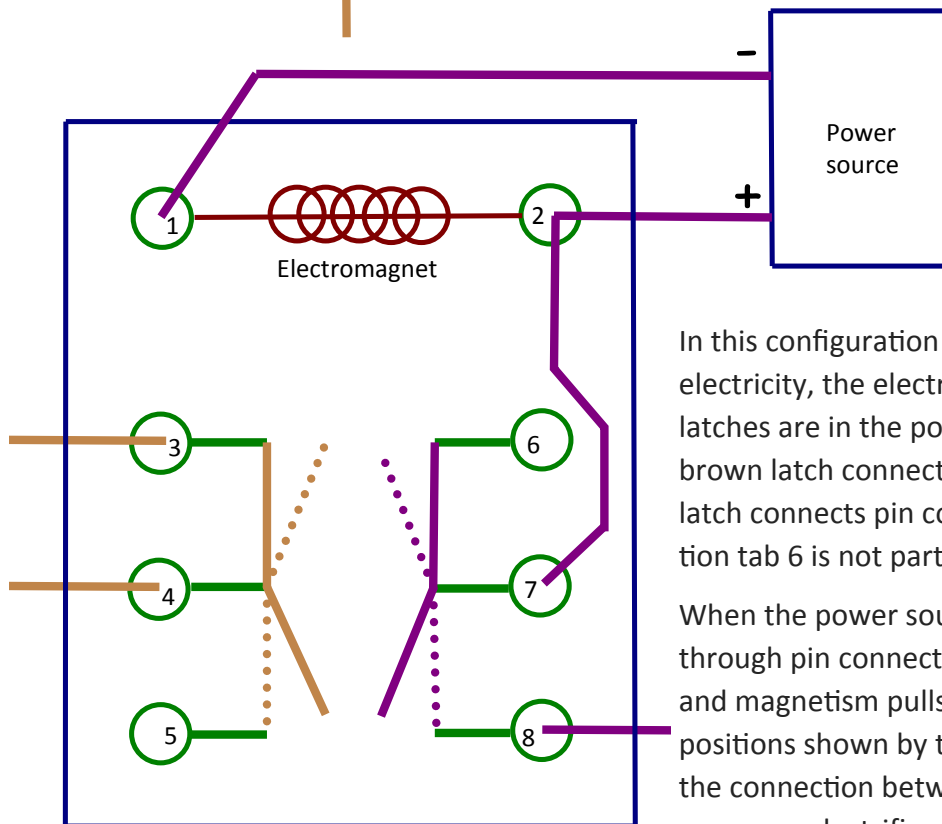 -
Power
source
+
1
2
Electromagnet
3
6
4
7
5
8
In this configuration
electricity, the electr
latches are in the po
brown latch connect
latch connects pin co
tion tab 6 is not part
When the power sou
through pin connect
and magnetism pulls
positions shown by t
the connection betw